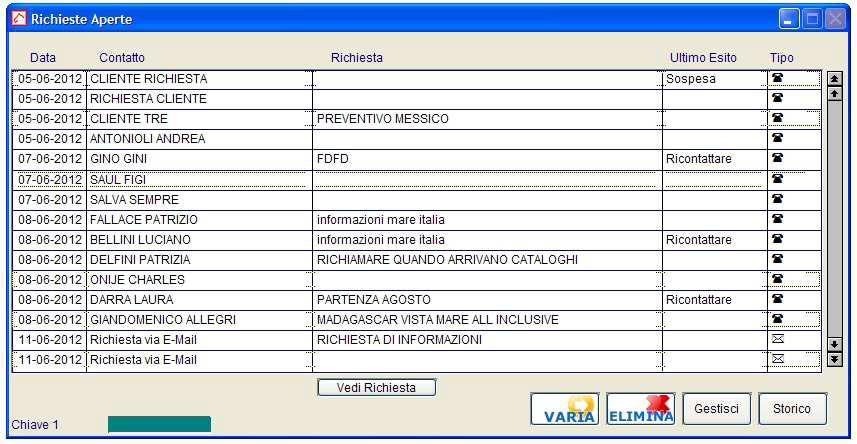 Richieste Aperte
Data Contatto Richiesta Ultimo Esito Tipo
05-06-2012 CLIENTE RICHIESTA Sospesa
05-06-2012 RICHIESTA CLIENTE
05-06-2012 CLIENTE TRE PREVENTIVO MESSICO
05-06-2012 ANTONIOLI ANDREA
07-06-2012 GINO GINI FDFD Ricontattare
07-06-2012 SAUL FIGI
07-06-2012 SALVA SEMPRE
08-06-2012 FALLACE PATRIZIO informazioni mare italia
08-06-2012 BELLINI LUCIANO informazioni mare italia Ricontattare
08-06-2012 DELFINI PATRIZIA RICHIAMARE QUANDO ARRIVANO CATALOGHI
08-06-2012 ONIJE CHARLES
08-06-2012 DARRA LAURA PARTENZA AGOSTO Ricontattare
08-06-2012 GIANDOMENICO ALLEGRI MADAGASCAR VISTA MARE ALL INCLUSIVE
11-06-2012 Richiesta via E-Mail RICHIESTA DI INFORMAZIONI
11-06-2012 Richiesta via E-Mail
Vedi Richiesta
VARIA ELIMINA Gestisci Storico
Chiave 1